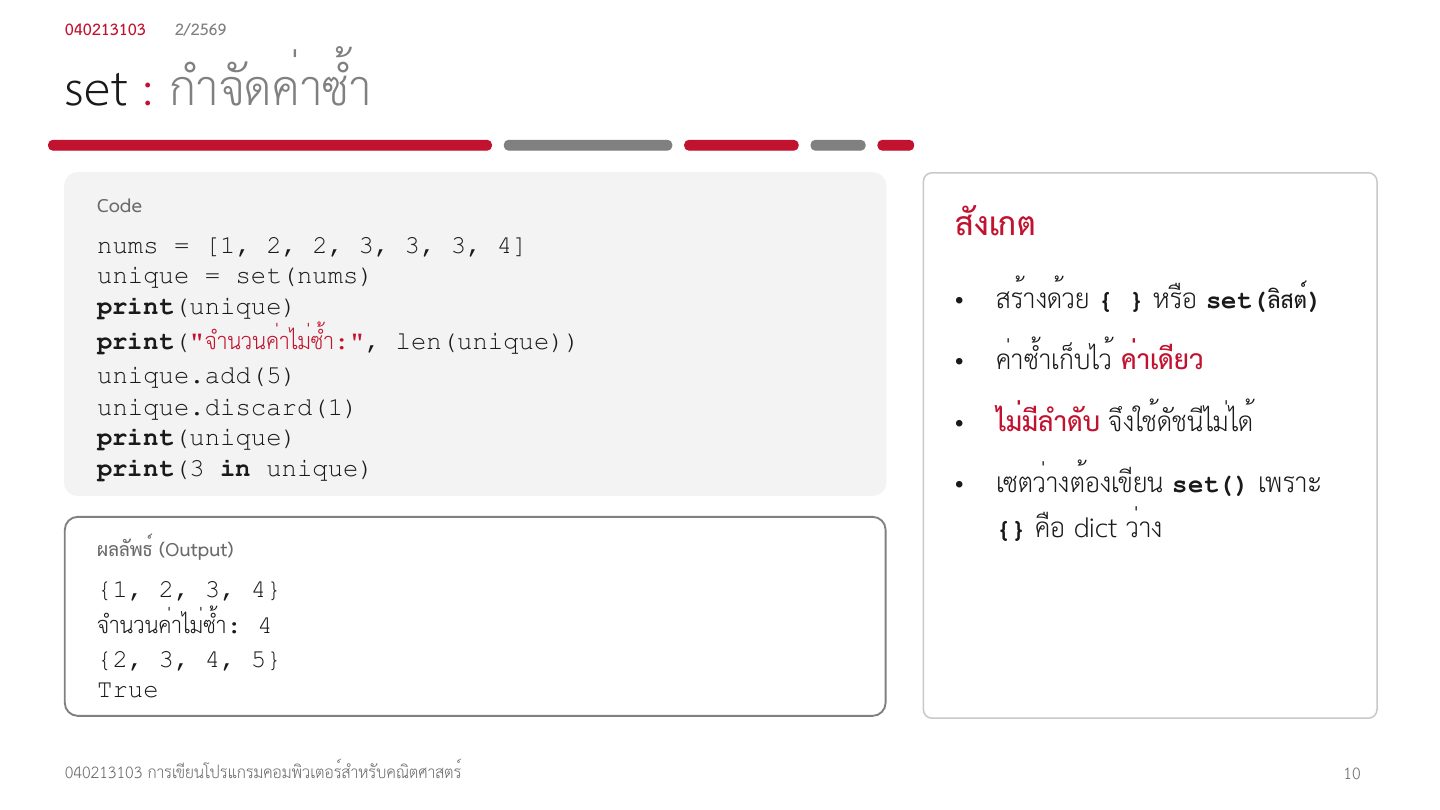 040213103 2/2569
set : กำจัดค่าซ้ำ
Code
nums = [1, 2, 2, 3, 3, 3, 4]
unique = set(nums)
print(unique)
print("จำนวนค่าไม่ซ้ำ:", len(unique))
unique.add(5)
unique.discard(1)
print(unique)
print(3 in unique)
ผลลัพธ์ (Output)
{1, 2, 3, 4}
จำนวนค่าไม่ซ้ำ: 4
{2, 3, 4, 5}
True
สังเกต
• สร้างด้วย { } หรือ set(ลิสต์)
• ค่าซ้ำเก็บไว้ ค่าเดียว
• ไม่มีลำดับ จึงใช้ดัชนีไม่ได้
• เซตว่างต้องเขียน set() เพราะ
{} คือ dict ว่าง
040213103 การเขียนโปรแกรมคอมพิวเตอร์สำหรับคณิตศาสตร์
10